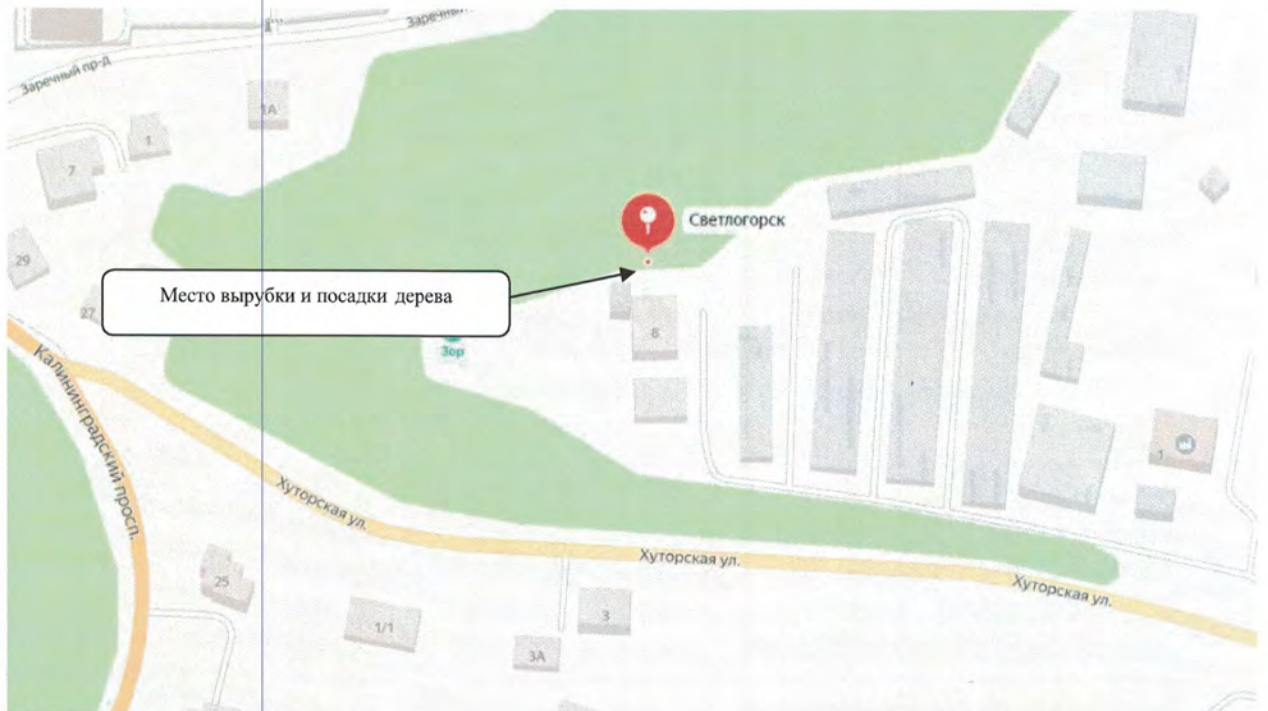 Заречный
Заречный пр-д
1А
1
7
Светлогорск
29
Место вырубки и посадки дерева
27
8
Зор
Калининградский просп.
1
Хуторская ул.
Хуторская ул.
Хуторская ул.
25
1/1
3
3А